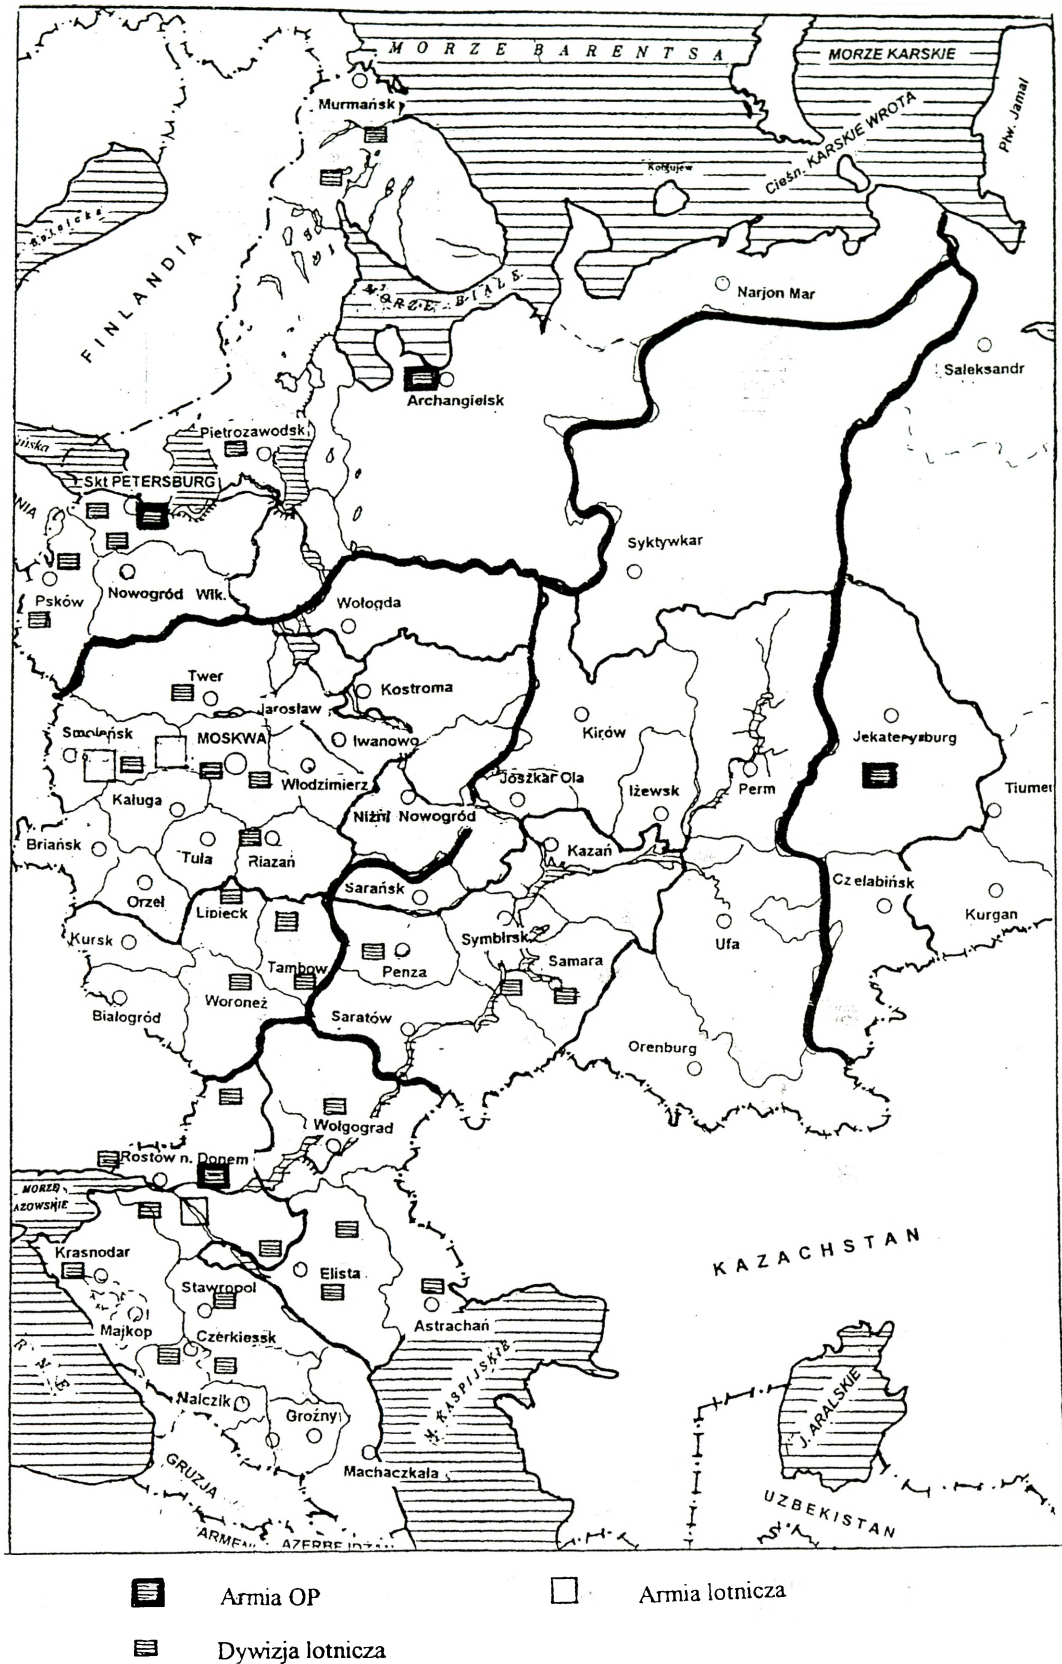 MORZE BARENTSA
MORZE KARSKIE
Murmańsk
Cieśn. KARSKIE WROTA
Płw. Jamal
Kołgujew
FINLANDIA
MORZE BIAŁE
Narjon Mar
Saleksandr
Archangielsk
Pietrozawodsk
Skt PETERSBURG
Syktywkar
Psków
Nowogród Wlk.
Wołogda
Twer
Kostroma
Jarosław
Smoleńsk
MOSKWA
Iwanowo
Kirów
Jekaterynburg
Włodzimierz
Joszkar Ola
Iżewsk
Perm
Tiumeń
Kaługa
Niżni Nowogród
Briańsk
Tuła
Riazań
Kazań
Sarańsk
Czelabińsk
Orzeł
Lipieck
Kurgan
Kursk
Symbirsk
Ufa
Tambow
Penza
Samara
Woroneż
Białogród
Saratów
Orenburg
Wołgograd
Rostów n. Donem
MORZE
AZOWSKIE
KAZACHSTAN
Krasnodar
Elista
Stawropol
Astrachań
Majkop
Czerkiessk
M. KASPIJSKIE
J. ARALSKIE
Nalczik
Groźny
Machaczkała
GRUZJA
UZBEKISTAN
Armia OP
Armia lotnicza
Dywizja lotnicza